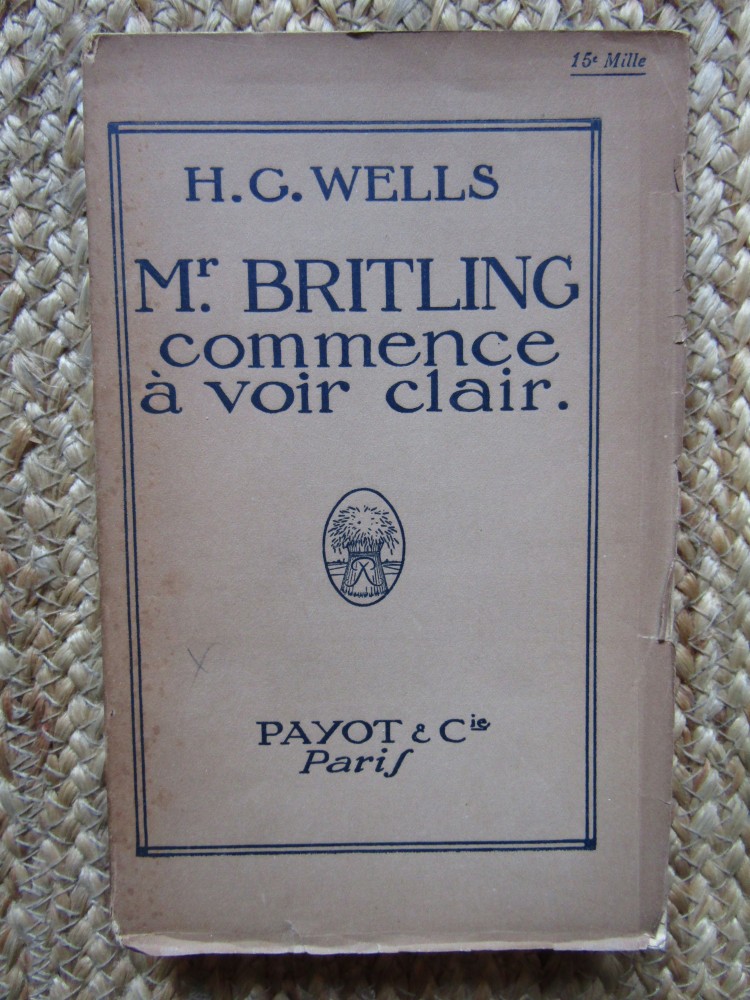 15e Mille
H. G. WELLS
Mr. BRITLING
commence
à voir clair.
PAYOT & Cie
Paris